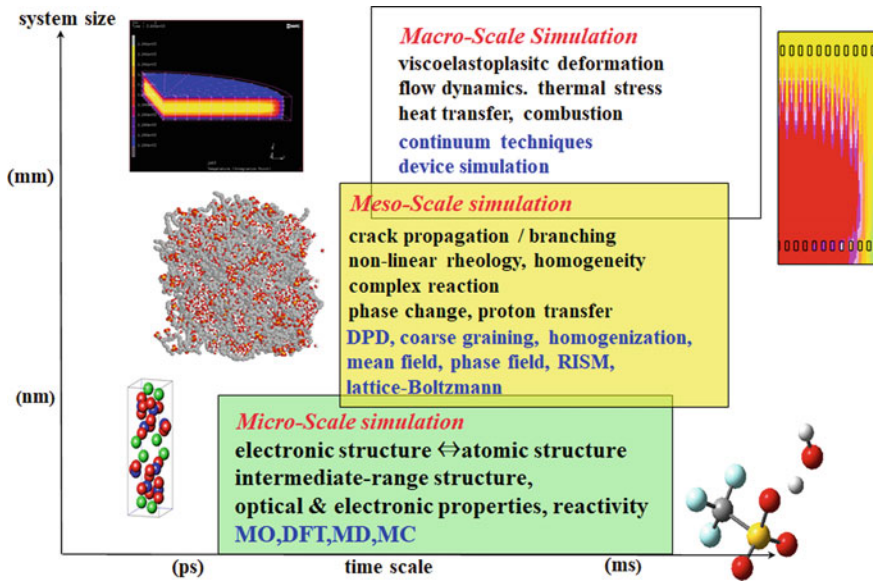 system size
Macro-Scale Simulation
viscoelastoplasitc deformation
flow dynamics. thermal stress
heat transfer, combustion
continuum techniques
device simulation
(mm)
Meso-Scale simulation
crack propagation / branching
non-linear rheology, homogeneity
complex reaction
phase change, proton transfer
DPD, coarse graining, homogenization,
mean field, phase field, RISM,
lattice-Boltzmann
(nm)
Micro-Scale simulation
electronic structure ⇔atomic structure
intermediate-range structure,
optical & electronic properties, reactivity
MO,DFT,MD,MC
(ps) time scale (ms)